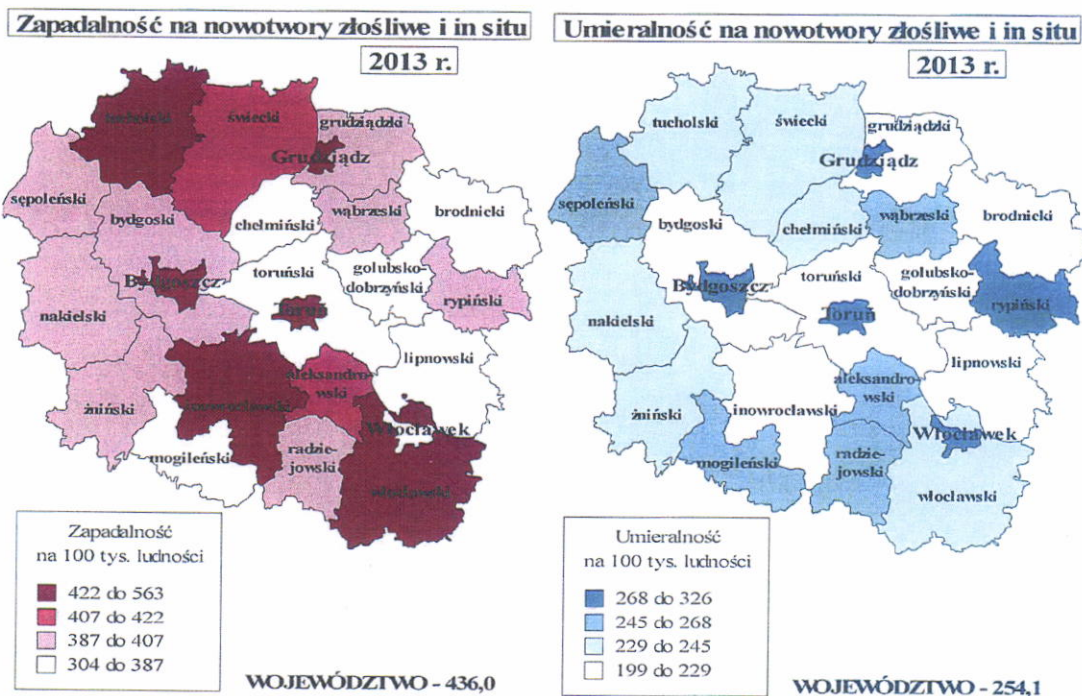 Zapadalność na nowotwory złośliwe i in situ
2013 r.
tucholski
świecki
grudziądzki
Grudziądz
sępoleński
bydgoski
chełmiński
wąbrzeski
brodnicki
Bydgoszcz
toruński
golubsko-
dobrzyński
rypiński
nakielski
Toruń
lipnowski
aleksandro-
wski
żniński
inowrocławski
Włocławek
mogileński
radzie-
jowski
włocławski
Zapadalność
na 100 tys. ludności
422 do 563
407 do 422
387 do 407
304 do 387
WOJEWÓDZTWO - 436,0
Umieralność na nowotwory złośliwe i in situ
2013 r.
tucholski
świecki
grudziądzki
Grudziądz
sępoleński
wąbrzeski
bydgoski
chełmiński
brodnicki
Bydgoszcz
toruński
golubsko-
dobrzyński
rypiński
Toruń
nakielski
lipnowski
aleksandro-
wski
żniński
inowrocławski
Włocławek
mogileński
radzie-
jowski
włocławski
Umieralność
na 100 tys. ludności
268 do 326
245 do 268
229 do 245
199 do 229
WOJEWÓDZTWO - 254,1